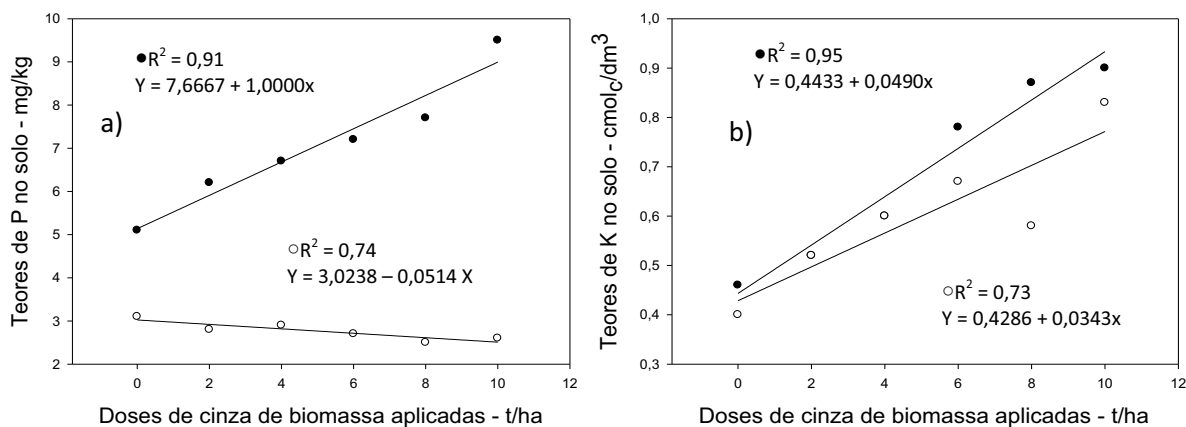 a)
Teores de P no solo - mg/kg
10
9
8
7
6
5
4
3
2
●R² = 0,91
Y = 7,6667 + 1,0000x
○R² = 0,74
Y = 3,0238 – 0,0514 X
0 2 4 6 8 10 12
Doses de cinza de biomassa aplicadas - t/ha
b)
Teores de K no solo - cmolc/dm³
1,0
0,9
0,8
0,7
0,6
0,5
0,4
0,3
●R² = 0,95
Y = 0,4433 + 0,0490x
○R² = 0,73
Y = 0,4286 + 0,0343x
0 2 4 6 8 10 12
Doses de cinza de biomassa aplicadas - t/ha